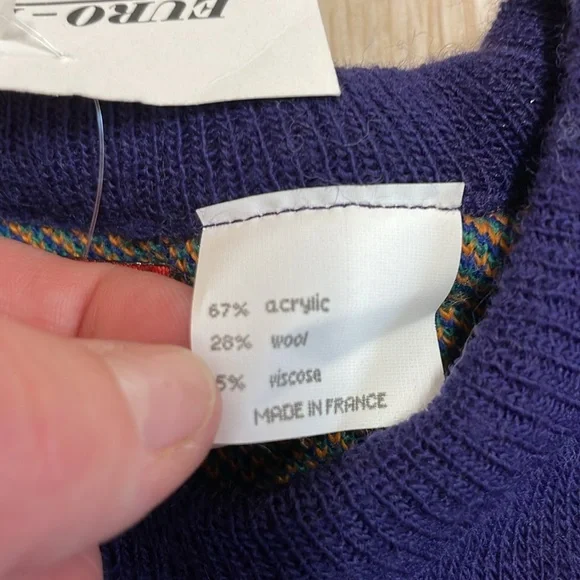 EURO-
67% acrylic
28% wool
5% viscose
MADE IN FRANCE